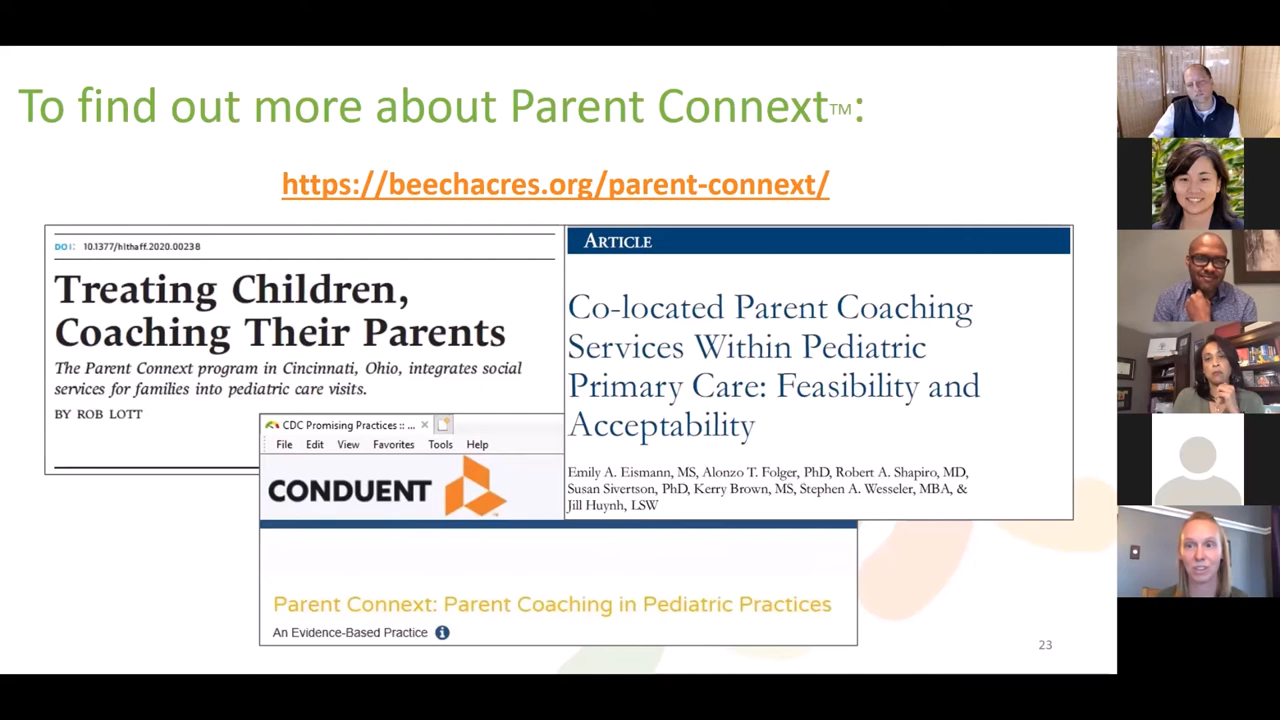 To find out more about Parent Connext™:
https://beechacres.org/parent-connext/
DOI: 10.1377/hlthaff.2020.00238
Treating Children,
Coaching Their Parents
The Parent Connext program in Cincinnati, Ohio, integrates social
services for families into pediatric care visits.
BY ROB LOTT
ARTICLE
Co-located Parent Coaching
Services Within Pediatric
Primary Care: Feasibility and
Acceptability
Emily A. Eismann, MS, Alonzo T. Folger, PhD, Robert A. Shapiro, MD,
Susan Sivertson, PhD, Kerry Brown, MS, Stephen A. Wesseler, MBA, &
Jill Huynh, LSW
CDC Promising Practices :: ...
File Edit View Favorites Tools Help
CONDUENT
Parent Connext: Parent Coaching in Pediatric Practices
An Evidence-Based Practice
23